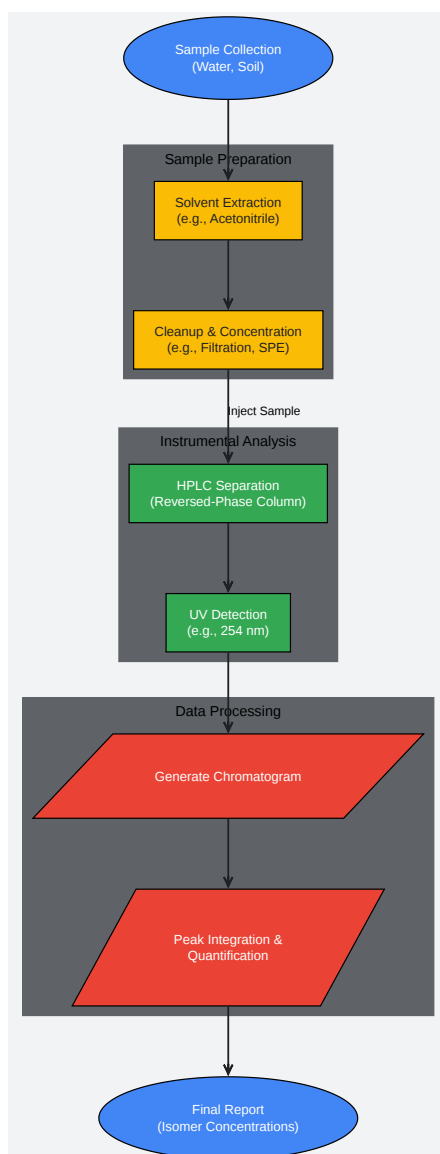 Sample Collection
(Water, Soil)
Sample Preparation
Solvent Extraction
(e.g., Acetonitrile)
Cleanup & Concentration
(e.g., Filtration, SPE)
Inject Sample
Instrumental Analysis
HPLC Separation
(Reversed-Phase Column)
UV Detection
(e.g., 254 nm)
Data Processing
Generate Chromatogram
Peak Integration &
Quantification
Final Report
(Isomer Concentrations)